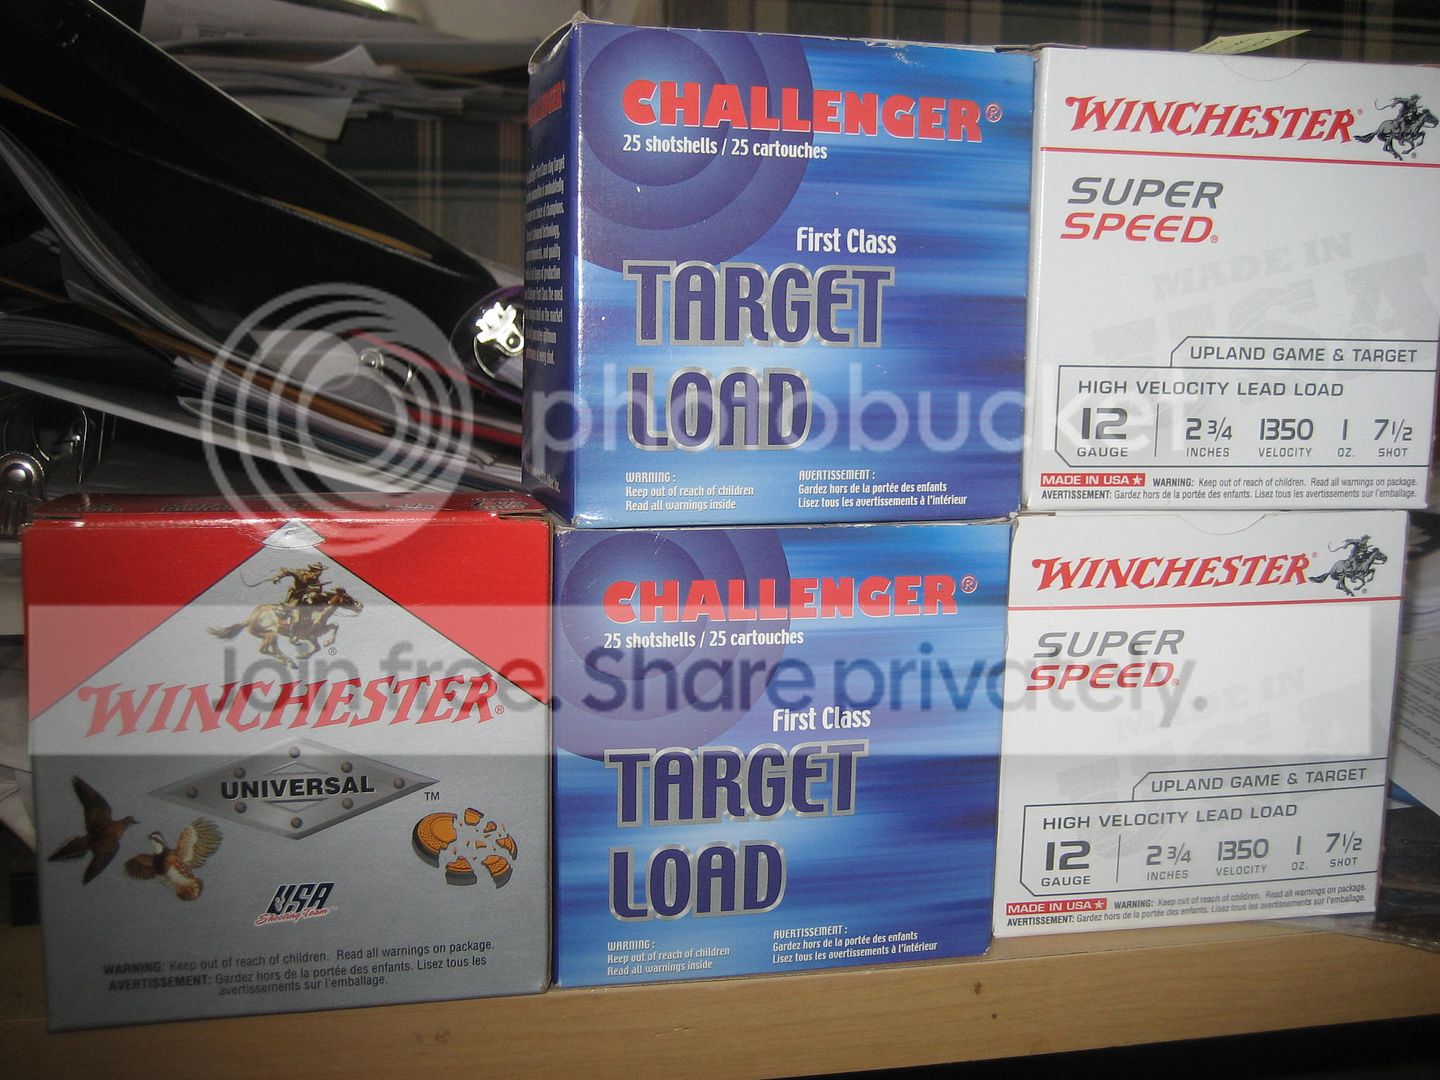 CHALLENGER®
25 shotshells / 25 cartouches
First Class
TARGET
LOAD
WARNING:
Keep out of reach of children
Read all warnings inside
AVERTISSEMENT:
Gardez hors de la portée des enfants
Lisez tous les avertissements à l'intérieur
WINCHESTER
SUPER
SPEED®
MADE IN
USA
UPLAND GAME & TARGET
HIGH VELOCITY LEAD LOAD
12 2 3/4 1350 1 7 1/2
GAUGE INCHES VELOCITY OZ. SHOT
MADE IN USA WARNING: Keep out of reach of children. Read all warnings on package.
AVERTISSEMENT: Gardez hors de la portée des enfants. Lisez tous les avertissements sur l'emballage.
photobucket
Join free. Share privately.
WINCHESTER®
UNIVERSAL ™
USA
Shooting Team
WARNING: Keep out of reach of children. Read all warnings on package.
AVERTISSEMENT: Gardez hors de la portée des enfants. Lisez tous les
avertissements sur l'emballage.
CHALLENGER®
25 shotshells / 25 cartouches
First Class
TARGET
LOAD
WARNING:
Keep out of reach of children
Read all warnings inside
AVERTISSEMENT:
Gardez hors de la portée des enfants
Lisez tous les avertissements à l'intérieur
WINCHESTER
SUPER
SPEED®
MADE IN
UPLAND GAME & TARGET
HIGH VELOCITY LEAD LOAD
12 2 3/4 1350 1 7 1/2
GAUGE INCHES VELOCITY OZ. SHOT
MADE IN USA WARNING: Keep out of reach of children. Read all warnings on package.
AVERTISSEMENT: Gardez hors de la portée des enfants. Lisez tous les avertissements sur l'emballage.